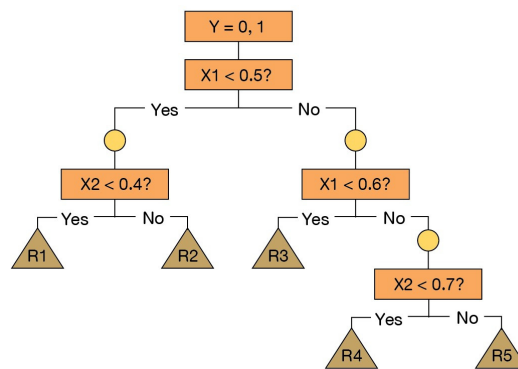 Y = 0, 1
X1 < 0.5?
Yes No
X2 < 0.4? X1 < 0.6?
Yes No Yes No
R1 R2 R3
X2 < 0.7?
Yes No
R4 R5